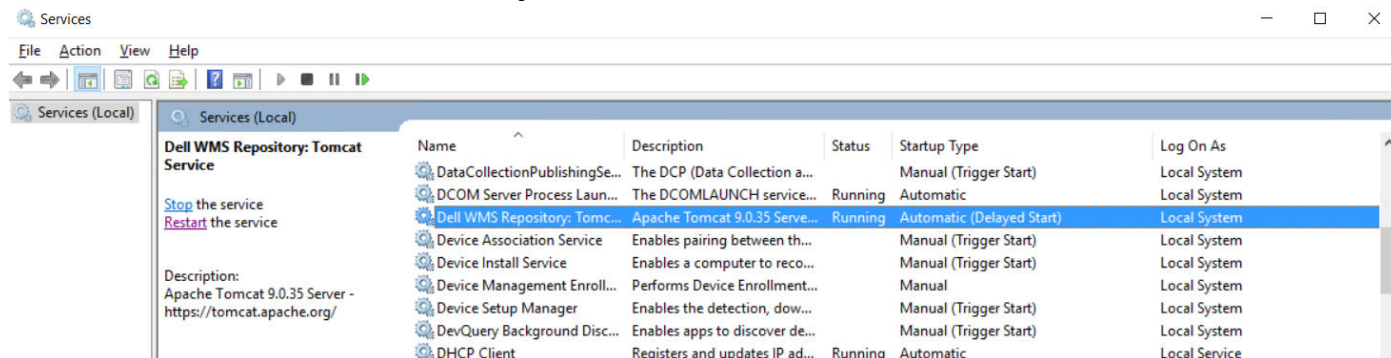 Services
File Action View Help
Services (Local)
Services (Local)
Dell WMS Repository: Tomcat
Service
Stop the service
Restart the service
Description:
Apache Tomcat 9.0.35 Server -
https://tomcat.apache.org/
Name Description Status Startup Type Log On As
DataCollectionPublishingSe... The DCP (Data Collection a... Manual (Trigger Start) Local System
DCOM Server Process Laun... The DCOMLAUNCH service... Running Automatic Local System
Dell WMS Repository: Tomc... Apache Tomcat 9.0.35 Serve... Running Automatic (Delayed Start) Local System
Device Association Service Enables pairing between th... Manual (Trigger Start) Local System
Device Install Service Enables a computer to reco... Manual (Trigger Start) Local System
Device Management Enroll... Performs Device Enrollment... Manual Local System
Device Setup Manager Enables the detection, dow... Manual (Trigger Start) Local System
DevQuery Background Disc... Enables apps to discover de... Manual (Trigger Start) Local System
DHCP Client Registers and updates IP ad... Running Automatic Local Service